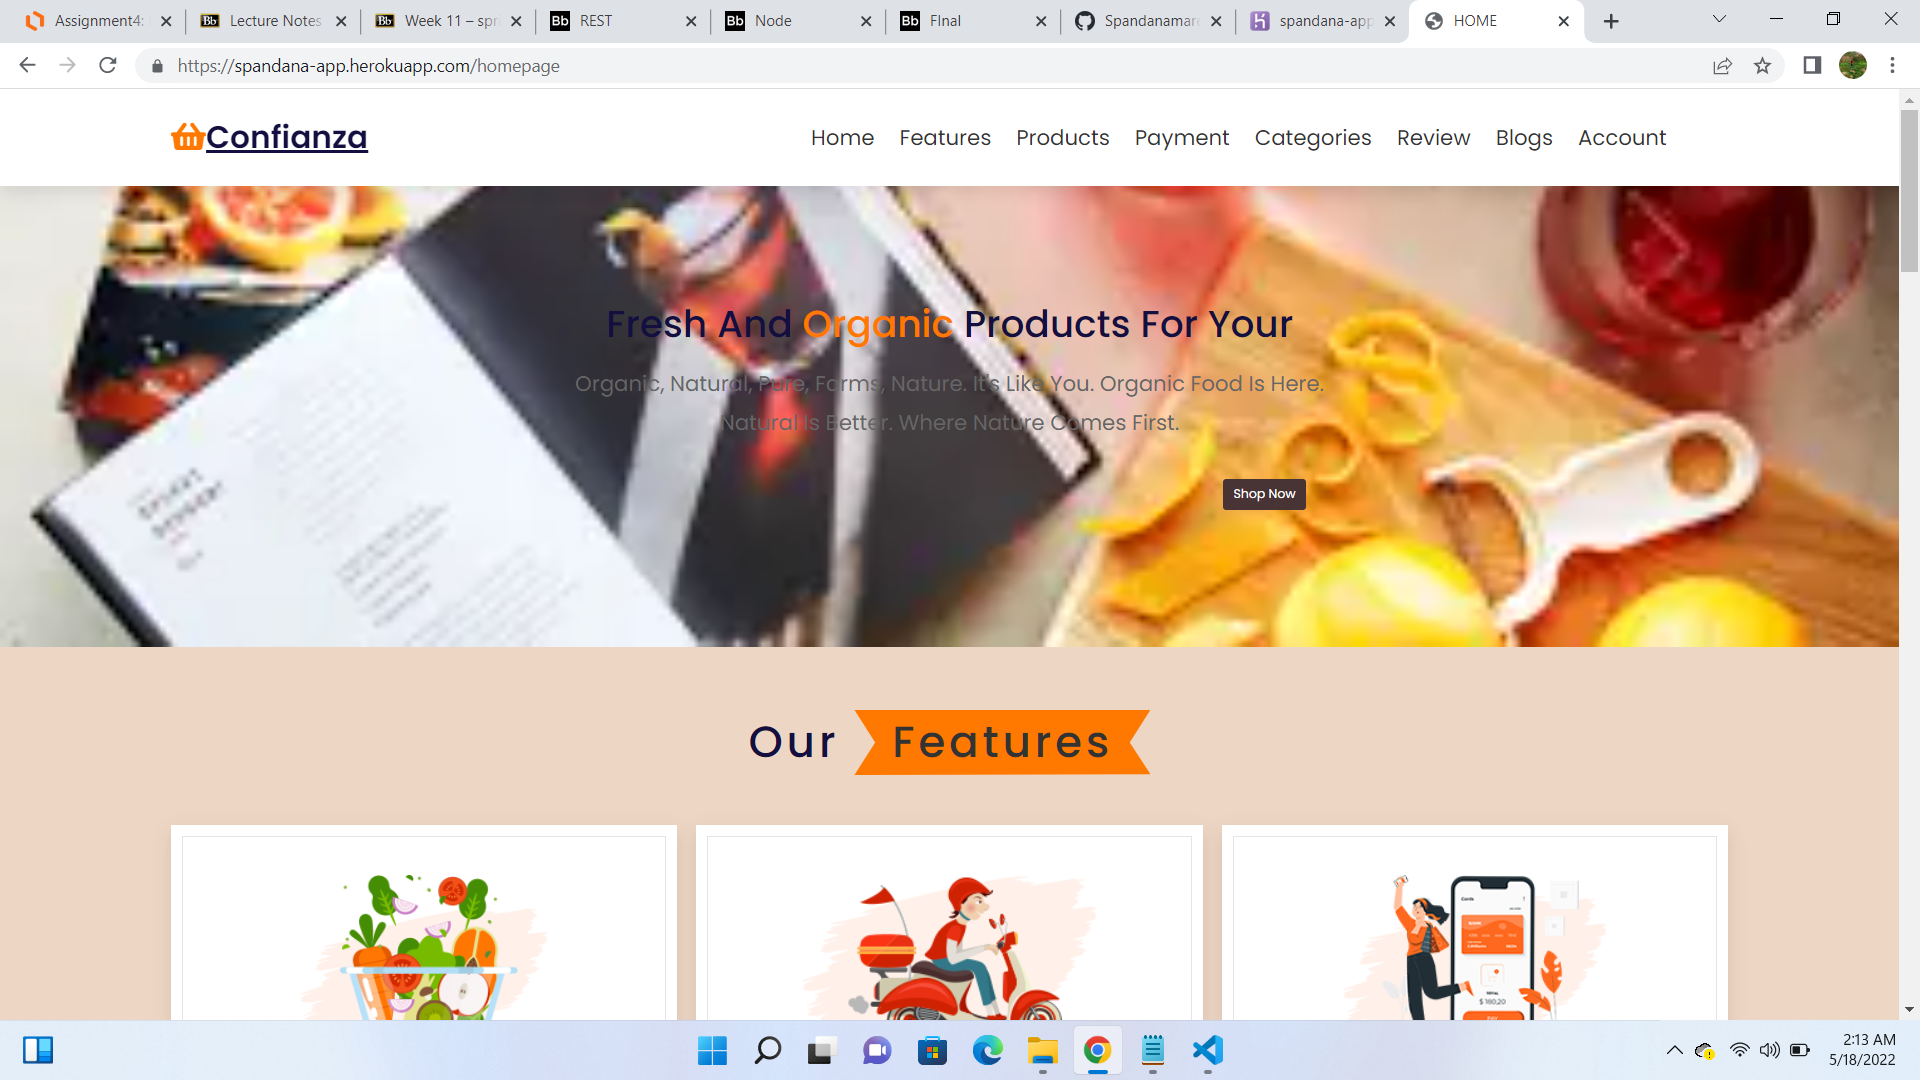 Assignment4:
Lecture Notes
Week 11 – spr
REST
Node
FInal
Spandanamar
spandana-app
HOME
https://spandana-app.herokuapp.com/homepage
Confianza
Home Features Products Payment Categories Review Blogs Account
Fresh And Organic Products For Your
Organic, Natural, Pure, Farms, Nature. It's Like You. Organic Food Is Here.
Natural Is Better. Where Nature Comes First.
Shop Now
Our Features
$ 160,20
2:13 AM
5/18/2022